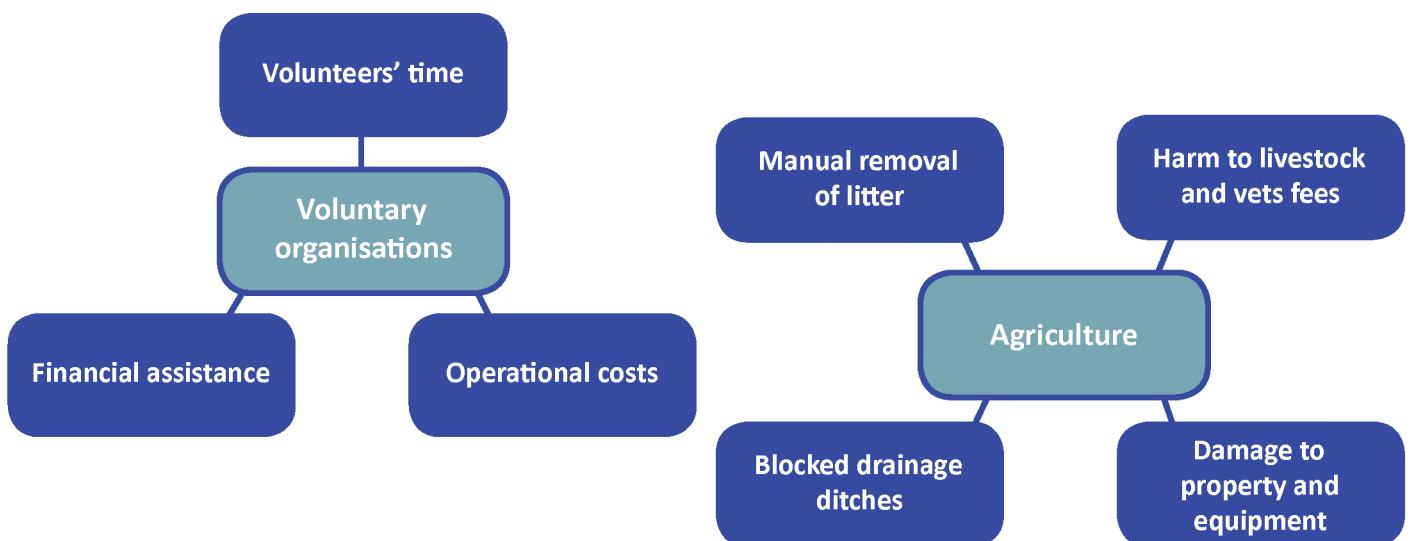 Volunteers’ time
Voluntary
organisations
Financial assistance
Operational costs
Manual removal
of litter
Harm to livestock
and vets fees
Agriculture
Blocked drainage
ditches
Damage to
property and
equipment